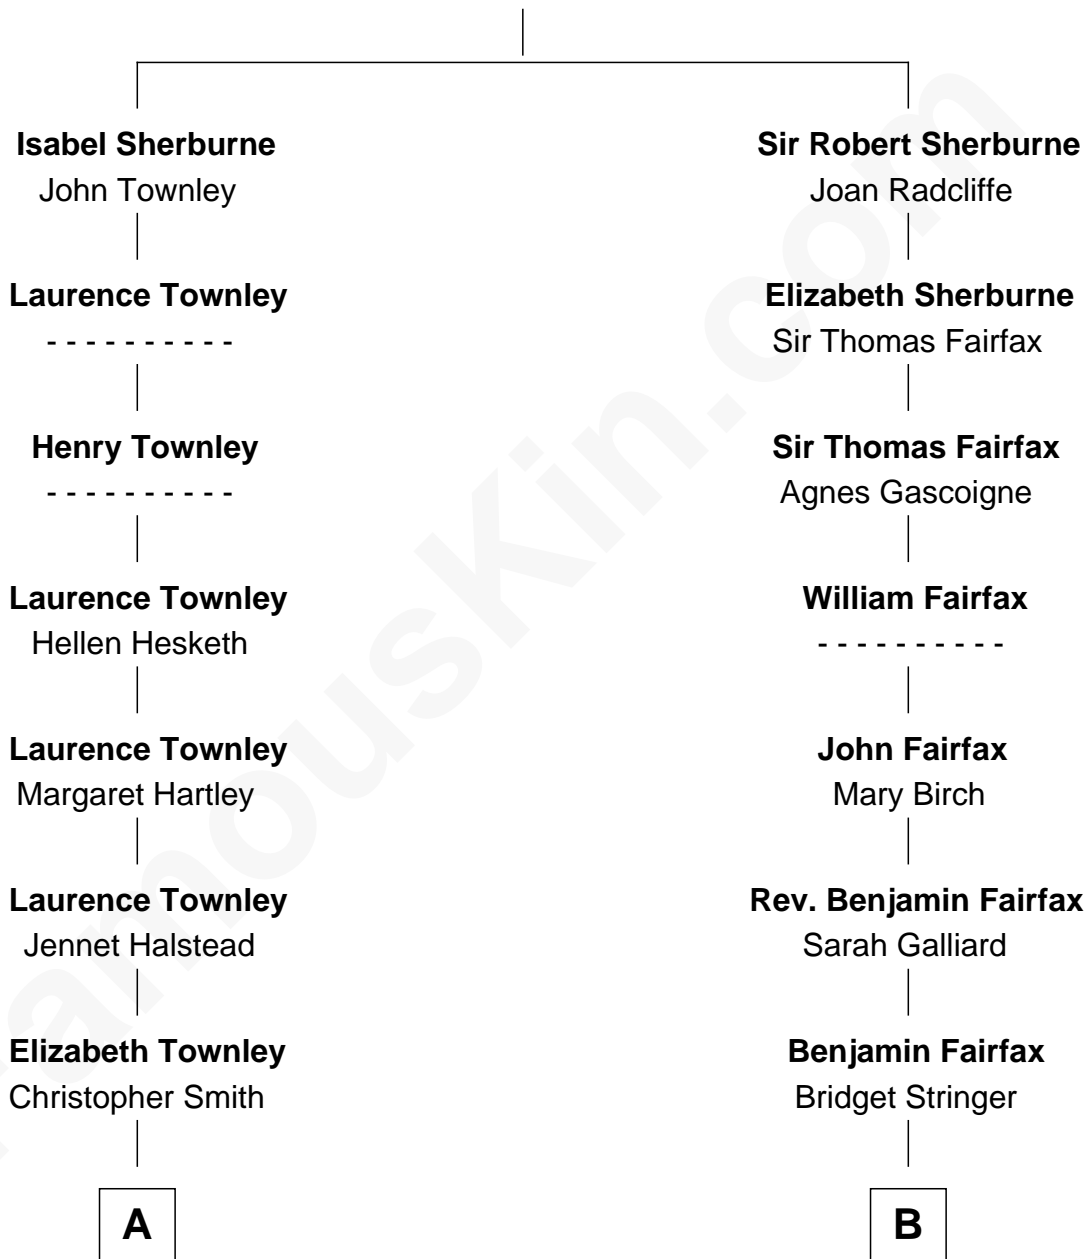 Isabel Sherburne
John Townley
Laurence Townley
- - - - - - - - - -
Henry Townley
- - - - - - - - - -
Laurence Townley
Hellen Hesketh
Laurence Townley
Margaret Hartley
Laurence Townley
Jennet Halstead
Elizabeth Townley
Christopher Smith
A
Sir Robert Sherburne
Joan Radcliffe
Elizabeth Sherburne
Sir Thomas Fairfax
Sir Thomas Fairfax
Agnes Gascoigne
William Fairfax
- - - - - - - - - -
John Fairfax
Mary Birch
Rev. Benjamin Fairfax
Sarah Galliard
Benjamin Fairfax
Bridget Stringer
B
FamousKin.com